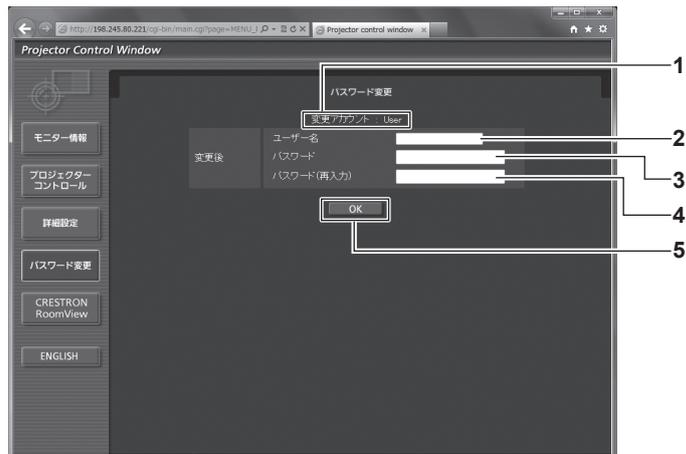 http://198.245.80.221/cgi-bin/main.cgi?page=MENU_I
Projector control window
Projector Control Window
パスワード変更
1
変更アカウント : User
変更後
ユーザー名
2
パスワード
3
パスワード(再入力)
4
OK
5
モニター情報
プロジェクター
コントロール
詳細設定
パスワード変更
CRESTRON
RoomView
ENGLISH